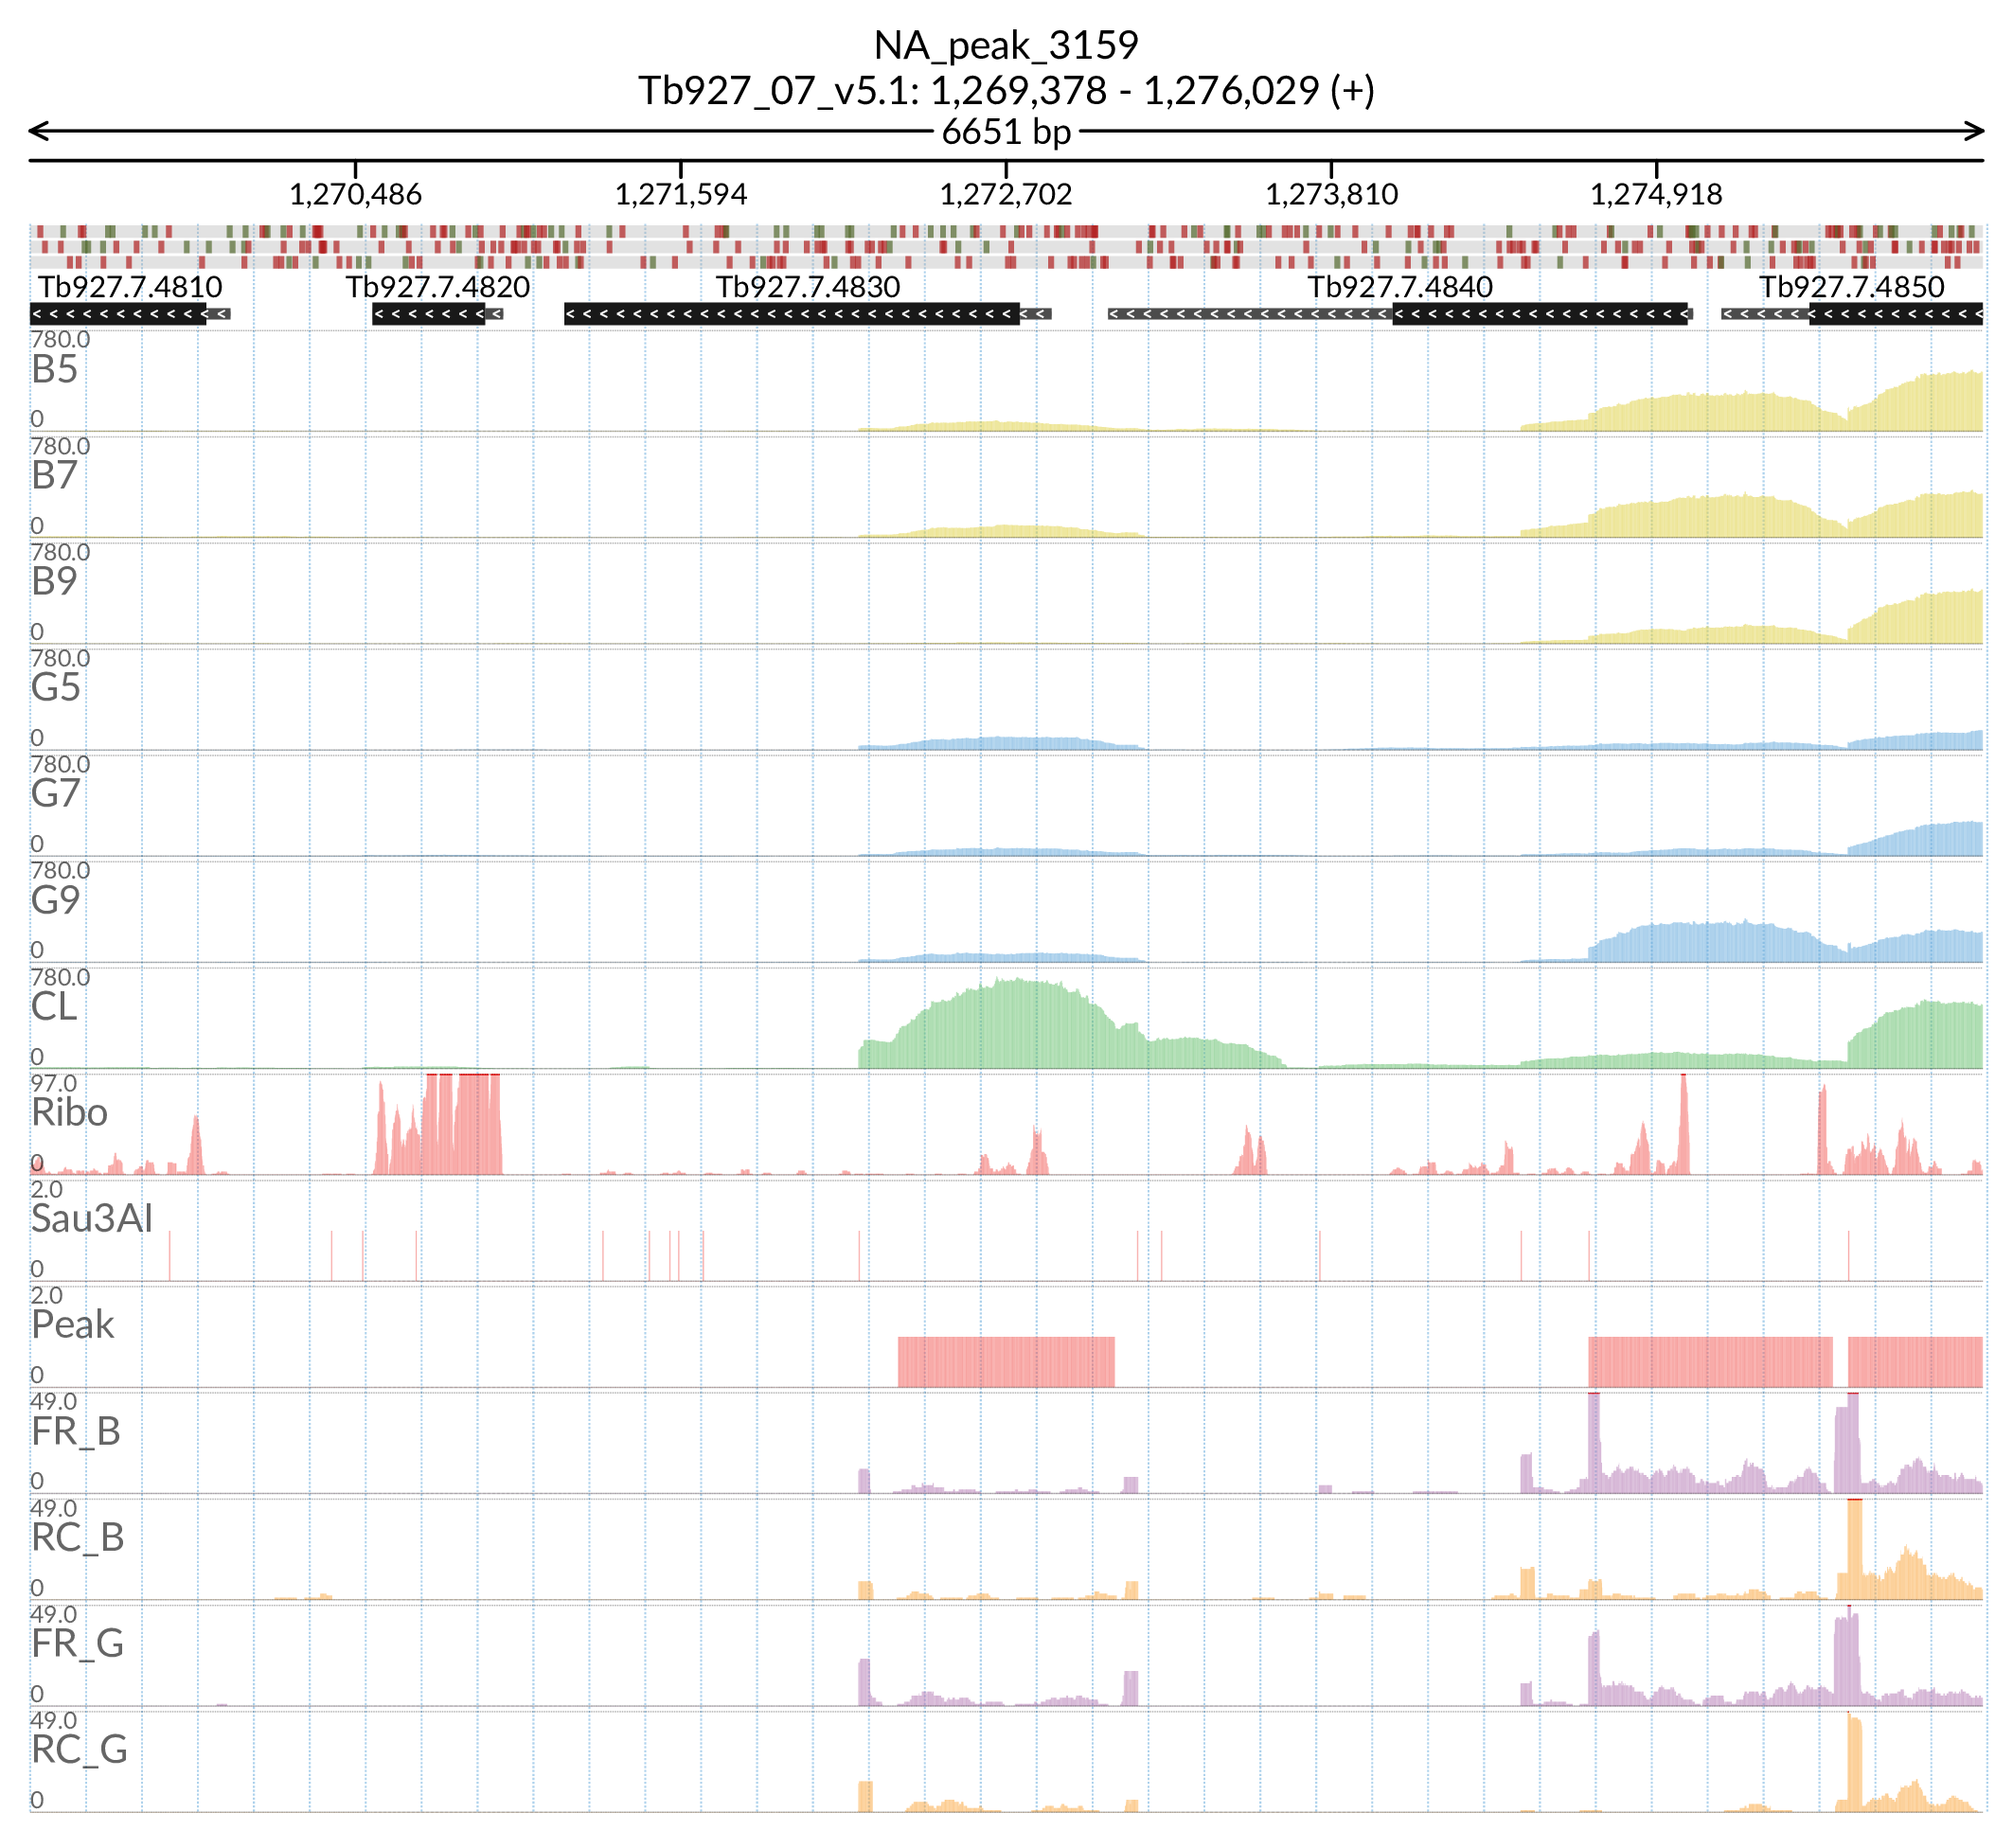 NA_peak_3159
Tb927_07_v5.1: 1,269,378 - 1,276,029 (+)
6651 bp
1,270,486 1,271,594 1,272,702 1,273,810 1,274,918
Tb927.7.4810 Tb927.7.4820 Tb927.7.4830 Tb927.7.4840 Tb927.7.4850
780.0
B5
0
780.0
B7
0
780.0
B9
0
780.0
G5
0
780.0
G7
0
780.0
G9
0
780.0
CL
0
97.0
Ribo
0
2.0
Sau3AI
0
2.0
Peak
0
49.0
FR_B
0
49.0
RC_B
0
49.0
FR_G
0
49.0
RC_G
0